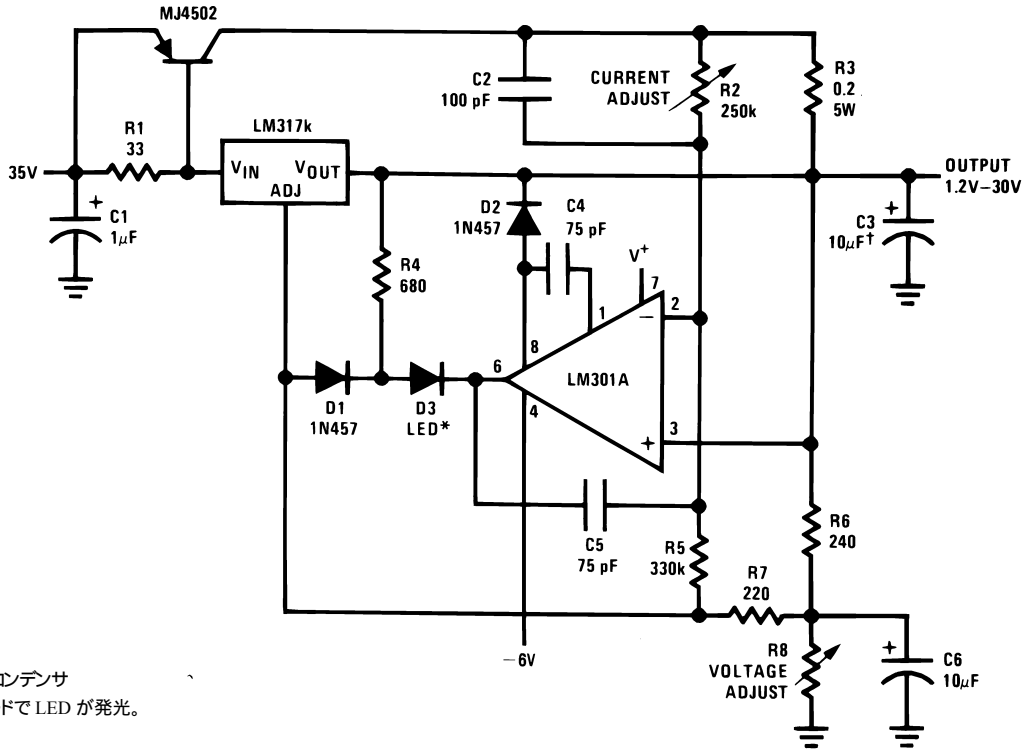 MJ4502
C2
100 pF
CURRENT
ADJUST
R2
250k
R3
0.2
5W
R1
33
LM317k
35V
VIN
VOUT
ADJ
OUTPUT
1.2V–30V
+
C1
1μF
D2
1N457
C4
75 pF
+
C3
10μF†
R4
680
V+
7
1
2
−
8
6
LM301A
D1
1N457
D3
LED*
4
3
+
C5
75 pF
R5
330k
R6
240
R7
220
−6V
R8
VOLTAGE
ADJUST
+
C6
10μF
コンデンサ
ドで LED が発光。